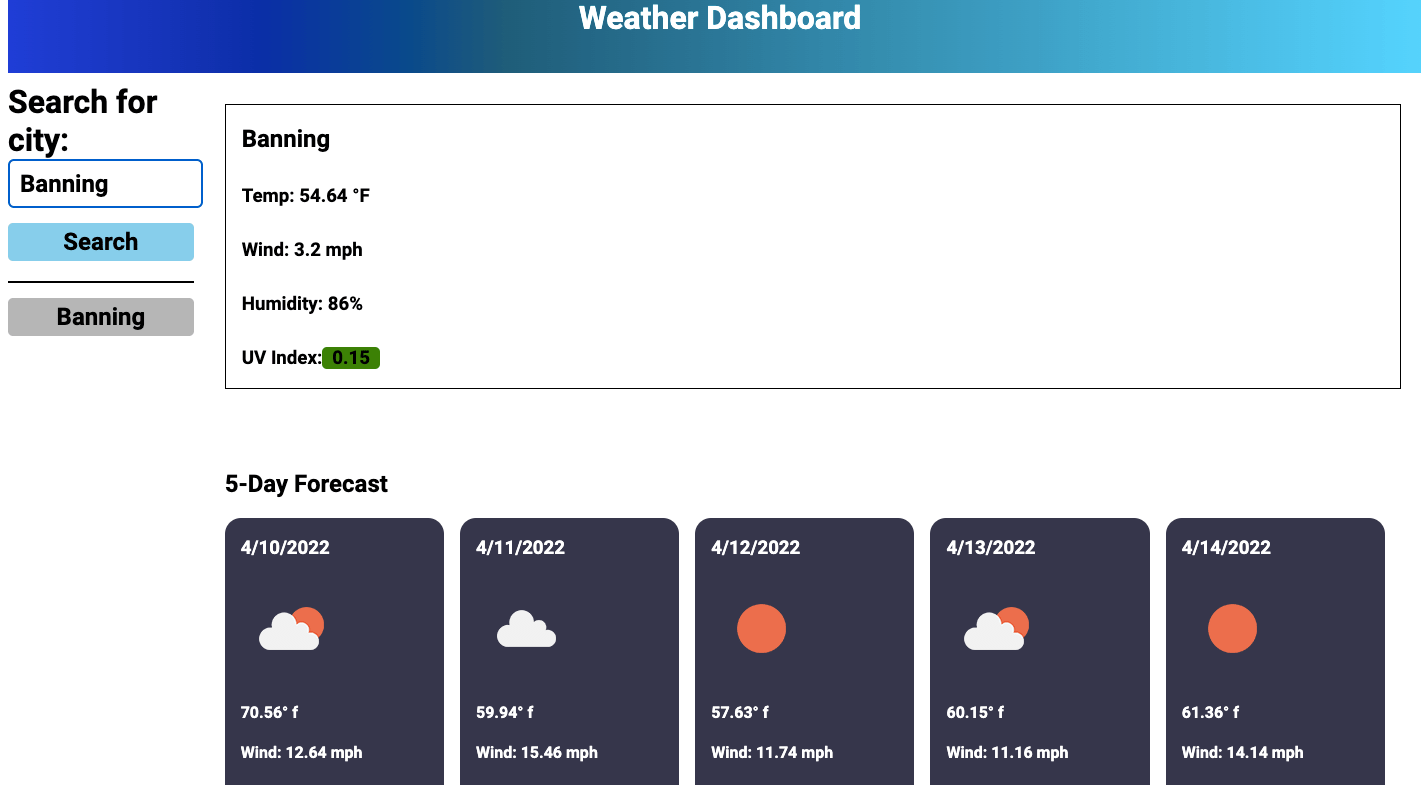 Weather Dashboard
Search for
city:
Banning
Search
Banning
Banning
Temp: 54.64 °F
Wind: 3.2 mph
Humidity: 86%
UV Index: 0.15
5-Day Forecast
4/10/2022
70.56° f
Wind: 12.64 mph
4/11/2022
59.94° f
Wind: 15.46 mph
4/12/2022
57.63° f
Wind: 11.74 mph
4/13/2022
60.15° f
Wind: 11.16 mph
4/14/2022
61.36° f
Wind: 14.14 mph